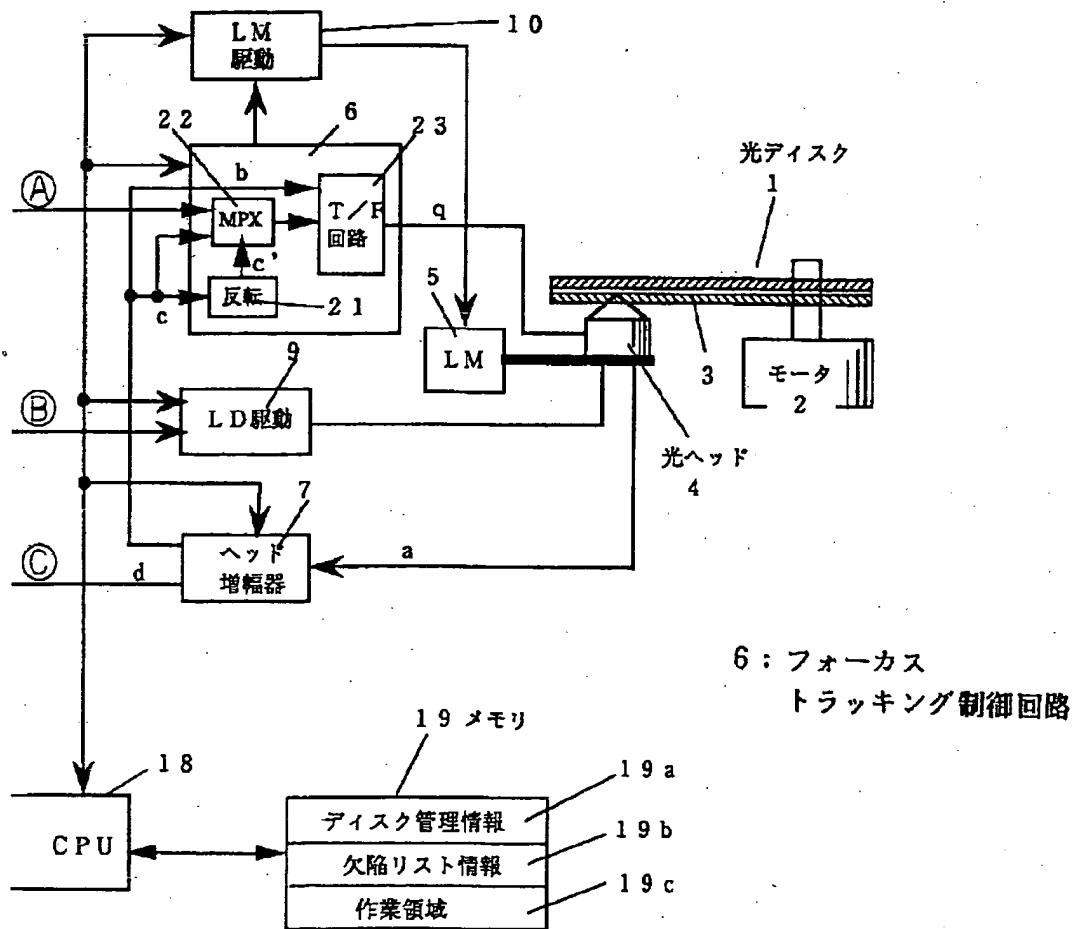 LM
駆動
10
22
6
23
光ディスク
1
Ⓐ
b
MPX
T/F
回路
q
c'
c
反転
21
5
LM
3
モータ
2
9
Ⓑ
LD駆動
光ヘッド
4
7
Ⓒ
d
ヘッド
増幅器
a
6:フォーカス
トラッキング制御回路
19 メモリ
18
CPU
19a
ディスク管理情報
19b
欠陥リスト情報
19c
作業領域